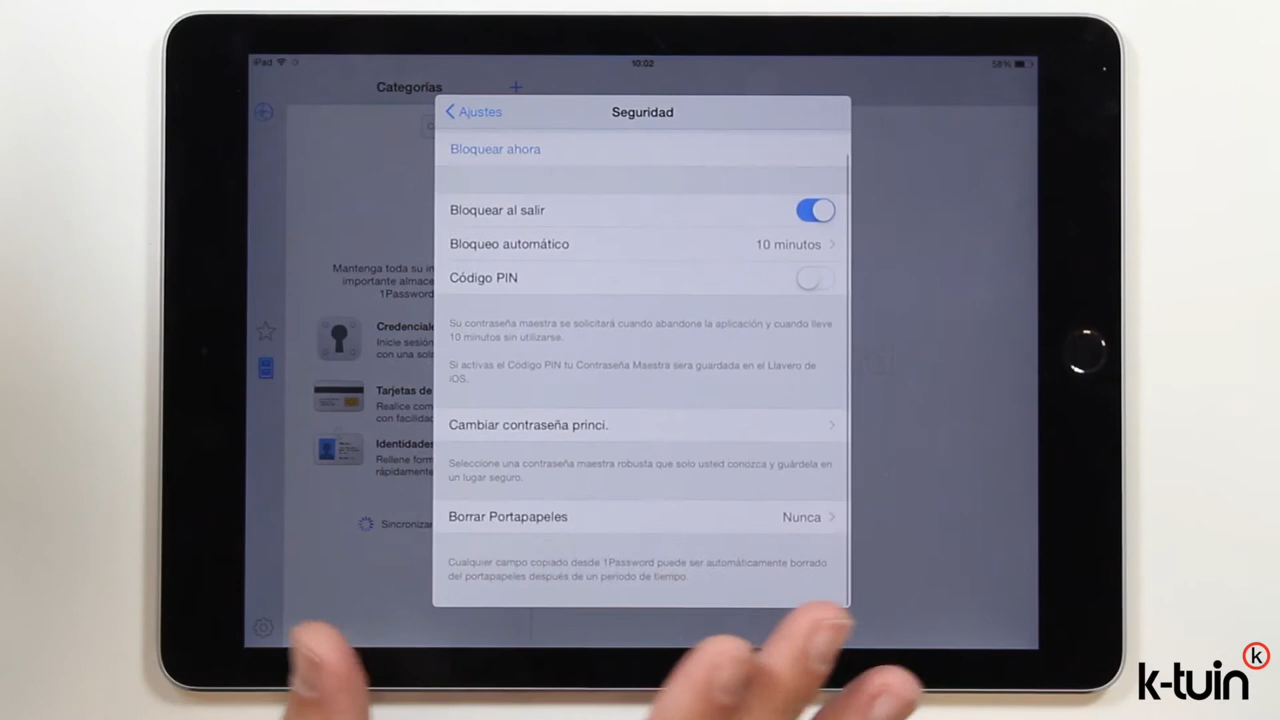 iPad 10:02 58%
Categorías +
Ajustes Seguridad
Bloquear ahora
Bloquear al salir
Bloqueo automático 10 minutos
Código PIN
Su contraseña maestra se solicitará cuando abandone la aplicación y cuando lleve
10 minutos sin utilizarse.
Si activas el Código PIN tu Contraseña Maestra sera guardada en el Llavero de
iOS.
Cambiar contraseña princi.
Seleccione una contraseña maestra robusta que solo usted conozca y guárdela en
un lugar seguro.
Borrar Portapapeles Nunca
Cualquier campo copiado desde 1Password puede ser automáticamente borrado
del portapapeles después de un periodo de tiempo.
Mantenga toda su in
importante almace
1Password
Credenciale
Inicie sesión
con una sola
Tarjetas de
Realice com
con facilidad
Identidades
Rellene form
rápidamente
Sincronizar
k-tuin k